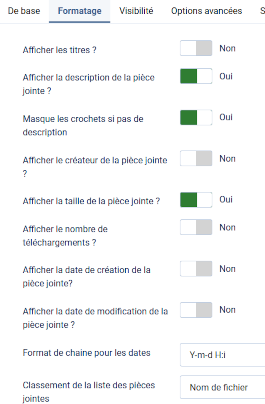 De base Formatage Visibilité Options avancées S
Afficher les titres ? Non
Afficher la description de la pièce
jointe ? Oui
Masque les crochets si pas de
description Oui
Afficher le créateur de la pièce jointe
? Non
Afficher la taille de la pièce jointe ? Oui
Afficher le nombre de
téléchargements ? Non
Afficher la date de création de la
pièce jointe? Non
Afficher la date de modification de la
pièce jointe ? Non
Format de chaine pour les dates Y-m-d H:i
Classement de la liste des pièces
jointes Nom de fichier